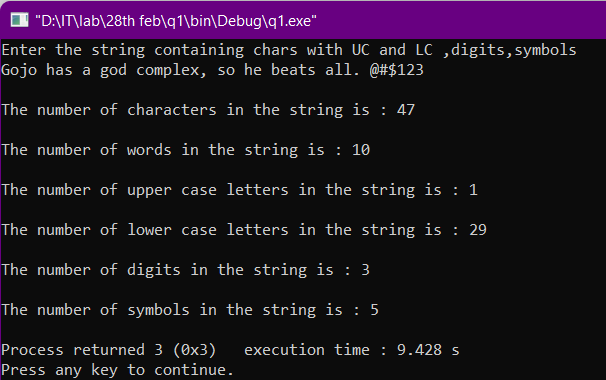 "D:\IT\lab\28th feb\q1\bin\Debug\q1.exe"
Enter the string containing chars with UC and LC ,digits,symbols
Gojo has a god complex, so he beats all. @#$123
The number of characters in the string is : 47
The number of words in the string is : 10
The number of upper case letters in the string is : 1
The number of lower case letters in the string is : 29
The number of digits in the string is : 3
The number of symbols in the string is : 5
Process returned 3 (0x3)   execution time : 9.428 s
Press any key to continue.